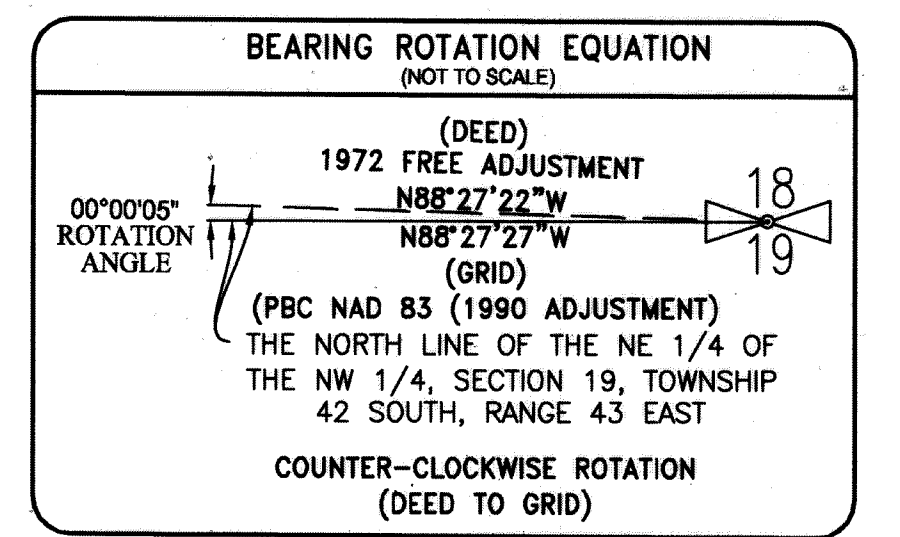 BEARING ROTATION EQUATION
(NOT TO SCALE)
(DEED)
1972 FREE ADJUSTMENT
N88°27'22"W
18
00°00'05"
ROTATION
ANGLE
N88°27'27"W
19
(GRID)
(PBC NAD 83 (1990 ADJUSTMENT)
THE NORTH LINE OF THE NE 1/4 OF
THE NW 1/4, SECTION 19, TOWNSHIP
42 SOUTH, RANGE 43 EAST
COUNTER-CLOCKWISE ROTATION
(DEED TO GRID)